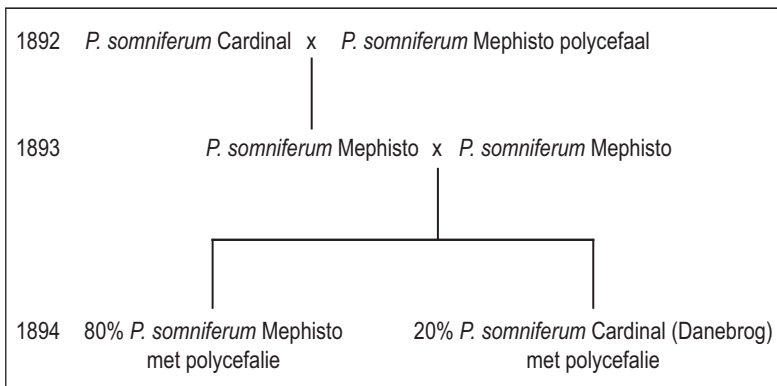 1892 P. somniferum Cardinal x P. somniferum Mephisto polycefaal
1893 P. somniferum Mephisto x P. somniferum Mephisto
1894 80% P. somniferum Mephisto 20% P. somniferum Cardinal (Danebrog)
met polycefalie met polycefalie